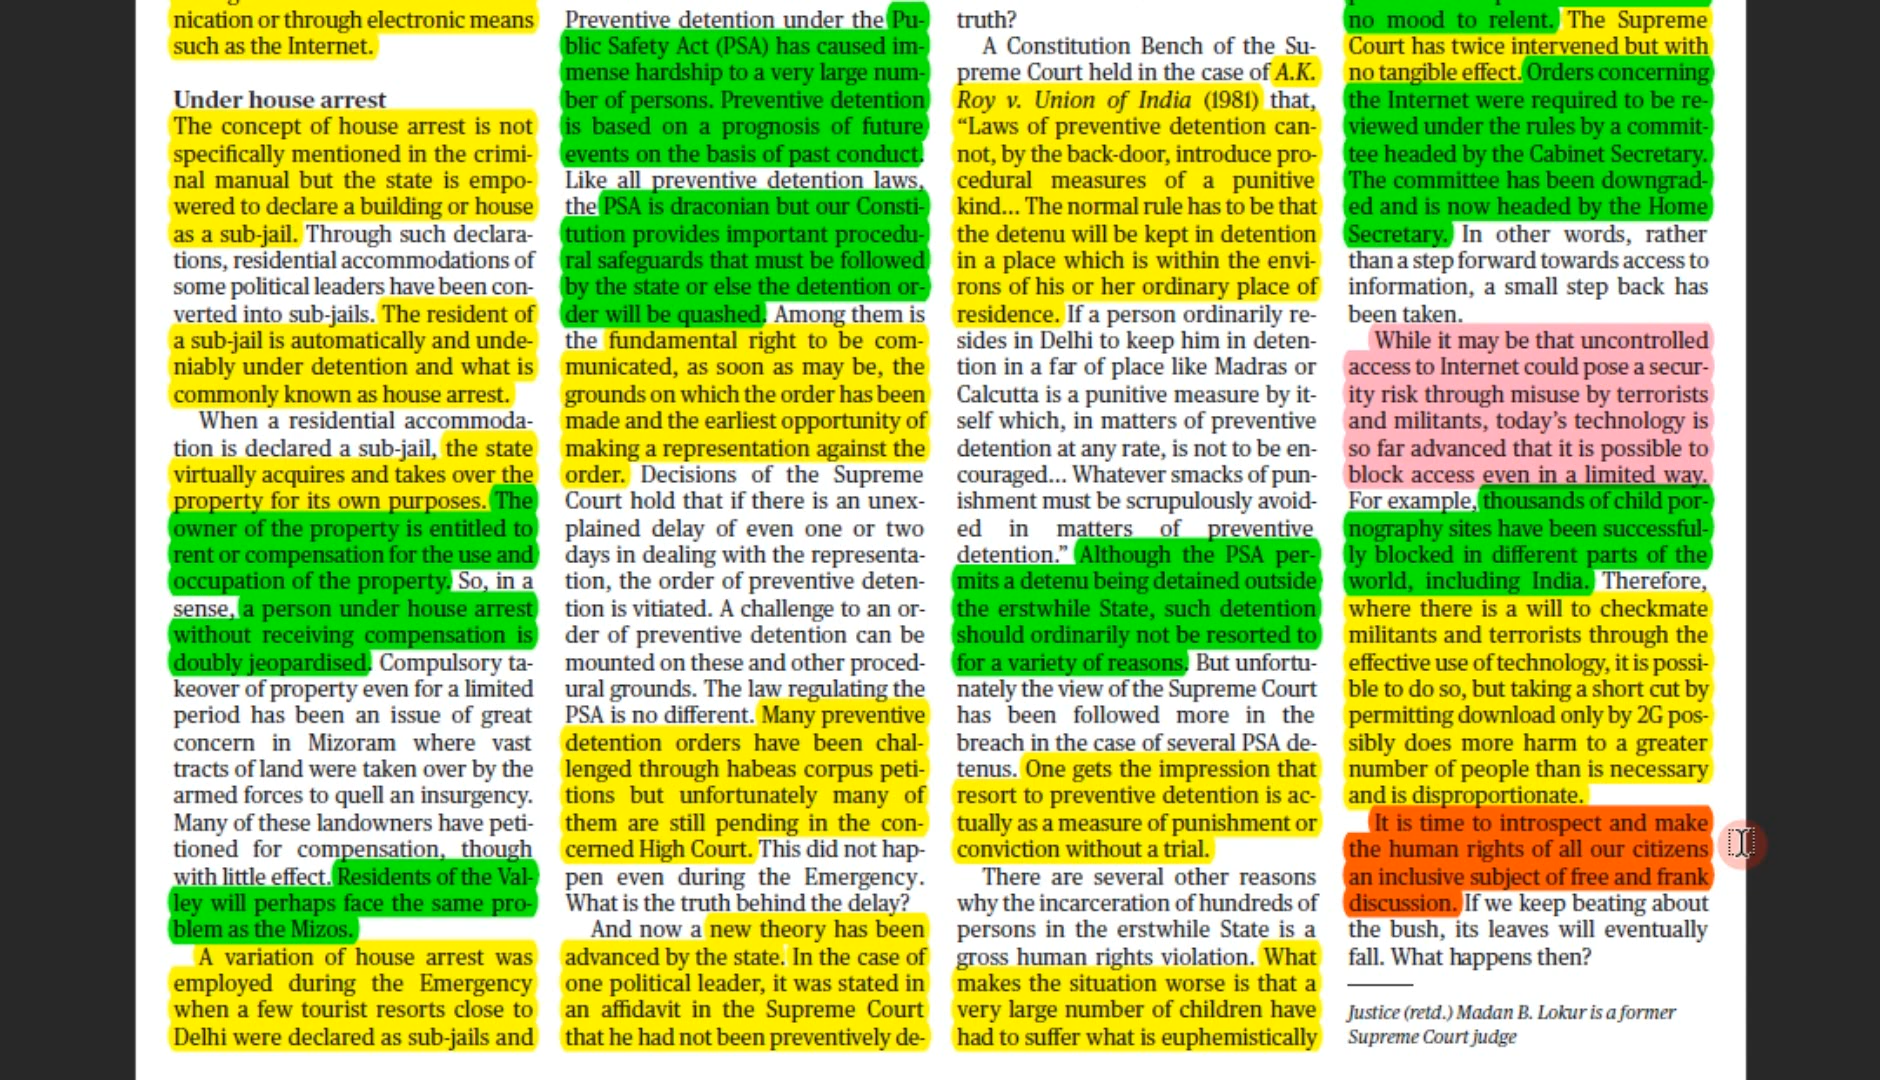 nication or through electronic means
such as the Internet.
Under house arrest
The concept of house arrest is not
specifically mentioned in the crimi-
nal manual but the state is empo-
wered to declare a building or house
as a sub-jail. Through such declara-
tions, residential accommodations of
some political leaders have been con-
verted into sub-jails. The resident of
a sub-jail is automatically and unde-
niably under detention and what is
commonly known as house arrest.
When a residential accommoda-
tion is declared a sub-jail, the state
virtually acquires and takes over the
property for its own purposes. The
owner of the property is entitled to
rent or compensation for the use and
occupation of the property. So, in a
sense, a person under house arrest
without receiving compensation is
doubly jeopardised. Compulsory ta-
keover of property even for a limited
period has been an issue of great
concern in Mizoram where vast
tracts of land were taken over by the
armed forces to quell an insurgency.
Many of these landowners have peti-
tioned for compensation, though
with little effect. Residents of the Val-
ley will perhaps face the same pro-
blem as the Mizos.
A variation of house arrest was
employed during the Emergency
when a few tourist resorts close to
Delhi were declared as sub-jails and
Preventive detention under the Pu-
blic Safety Act (PSA) has caused im-
mense hardship to a very large num-
ber of persons. Preventive detention
is based on a prognosis of future
events on the basis of past conduct.
Like all preventive detention laws,
the PSA is draconian but our Consti-
tution provides important procedu-
ral safeguards that must be followed
by the state or else the detention or-
der will be quashed. Among them is
the fundamental right to be com-
municated, as soon as may be, the
grounds on which the order has been
made and the earliest opportunity of
making a representation against the
order. Decisions of the Supreme
Court hold that if there is an unex-
plained delay of even one or two
days in dealing with the representa-
tion, the order of preventive deten-
tion is vitiated. A challenge to an or-
der of preventive detention can be
mounted on these and other proced-
ural grounds. The law regulating the
PSA is no different. Many preventive
detention orders have been chal-
lenged through habeas corpus peti-
tions but unfortunately many of
them are still pending in the con-
cerned High Court. This did not hap-
pen even during the Emergency.
What is the truth behind the delay?
And now a new theory has been
advanced by the state. In the case of
one political leader, it was stated in
an affidavit in the Supreme Court
that he had not been preventively de-
truth?
A Constitution Bench of the Su-
preme Court held in the case of A.K.
Roy v. Union of India (1981) that,
“Laws of preventive detention can-
not, by the back-door, introduce pro-
cedural measures of a punitive
kind... The normal rule has to be that
the detenu will be kept in detention
in a place which is within the envi-
rons of his or her ordinary place of
residence. If a person ordinarily re-
sides in Delhi to keep him in deten-
tion in a far of place like Madras or
Calcutta is a punitive measure by it-
self which, in matters of preventive
detention at any rate, is not to be en-
couraged... Whatever smacks of pun-
ishment must be scrupulously avoid-
ed in matters of preventive
detention.” Although the PSA per-
mits a detenu being detained outside
the erstwhile State, such detention
should ordinarily not be resorted to
for a variety of reasons. But unfortu-
nately the view of the Supreme Court
has been followed more in the
breach in the case of several PSA de-
tenus. One gets the impression that
resort to preventive detention is ac-
tually as a measure of punishment or
conviction without a trial.
There are several other reasons
why the incarceration of hundreds of
persons in the erstwhile State is a
gross human rights violation. What
makes the situation worse is that a
very large number of children have
had to suffer what is euphemistically
no mood to relent. The Supreme
Court has twice intervened but with
no tangible effect. Orders concerning
the Internet were required to be re-
viewed under the rules by a commit-
tee headed by the Cabinet Secretary.
The committee has been downgrad-
ed and is now headed by the Home
Secretary. In other words, rather
than a step forward towards access to
information, a small step back has
been taken.
While it may be that uncontrolled
access to Internet could pose a secur-
ity risk through misuse by terrorists
and militants, today’s technology is
so far advanced that it is possible to
block access even in a limited way.
For example, thousands of child por-
nography sites have been successful-
ly blocked in different parts of the
world, including India. Therefore,
where there is a will to checkmate
militants and terrorists through the
effective use of technology, it is possi-
ble to do so, but taking a short cut by
permitting download only by 2G pos-
sibly does more harm to a greater
number of people than is necessary
and is disproportionate.
It is time to introspect and make
the human rights of all our citizens
an inclusive subject of free and frank
discussion. If we keep beating about
the bush, its leaves will eventually
fall. What happens then?
Justice (retd.) Madan B. Lokur is a former
Supreme Court judge